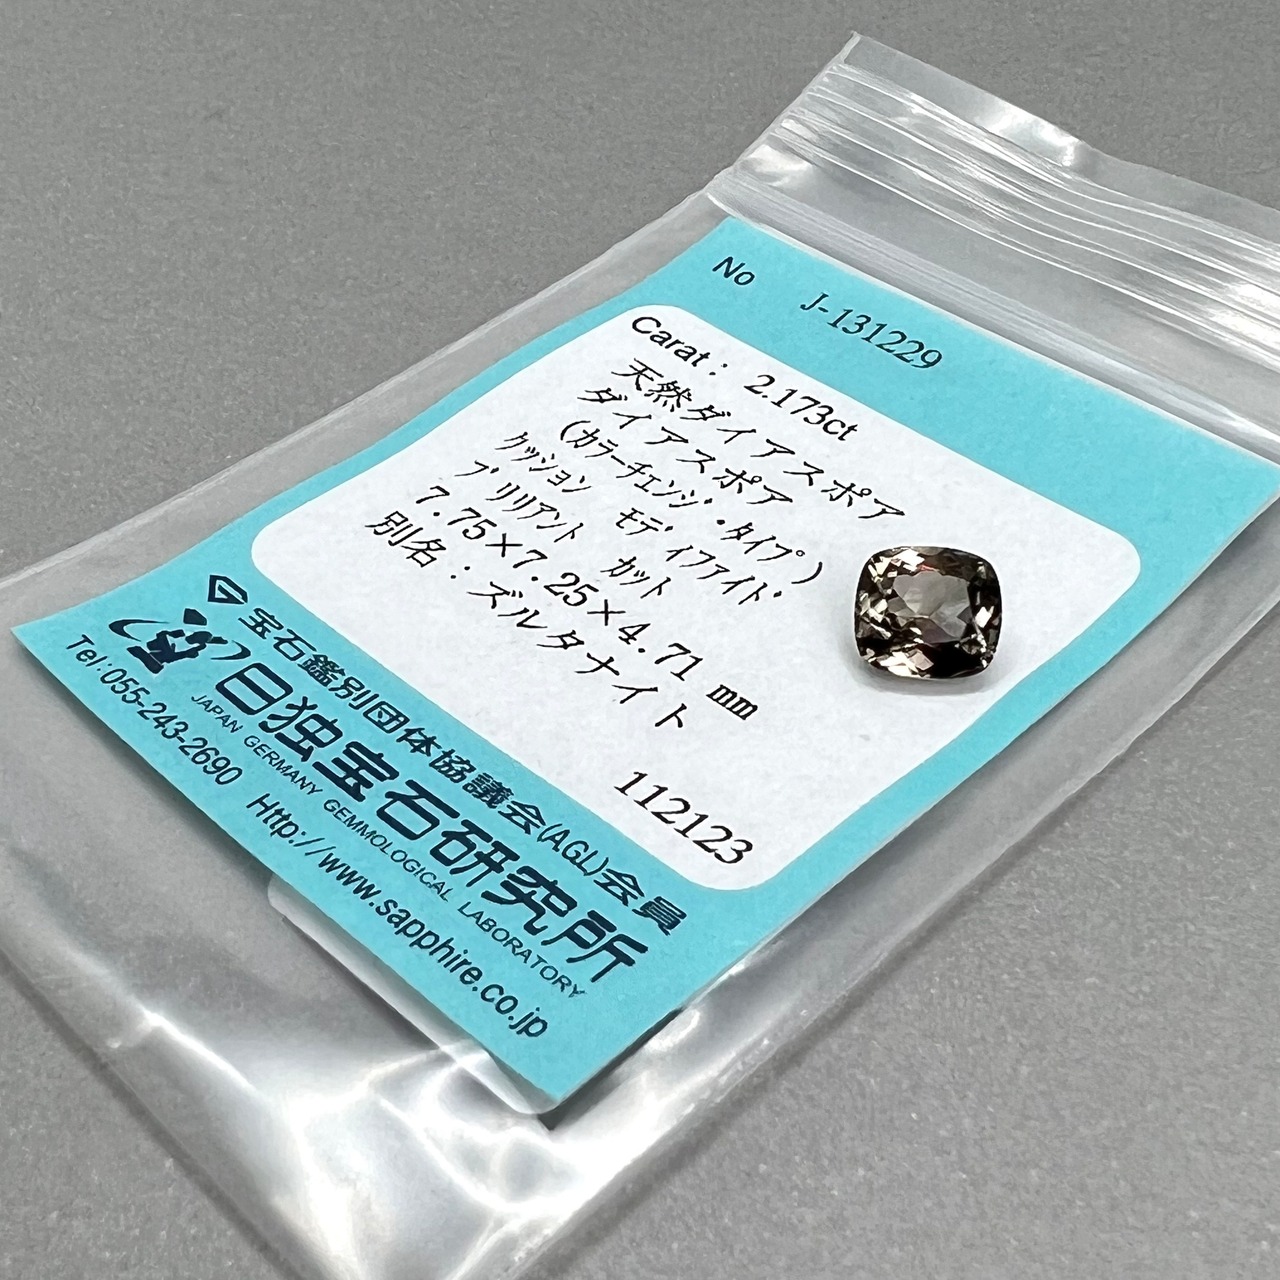 No J-131229
Carat: 2.173ct
天然ダイアスポア
ダイアスポア
(ｶﾗｰﾁｪﾝｼﾞ･ﾀｲﾌﾟ)
ｸｯｼｮﾝ ﾓﾃﾞｨﾌｧｲﾄﾞ
ﾌﾞﾘﾘｱﾝﾄ ｶｯﾄ
7.75×7.25×4.71 mm
別名：ズルタナイト
112123
宝石鑑別団体協議会(AGL)会員
日独宝石研究所
JAPAN GERMANY GEMMOLOGICAL LABORATORY
Tel:055-243-2690 Http://www.sapphire.co.jp